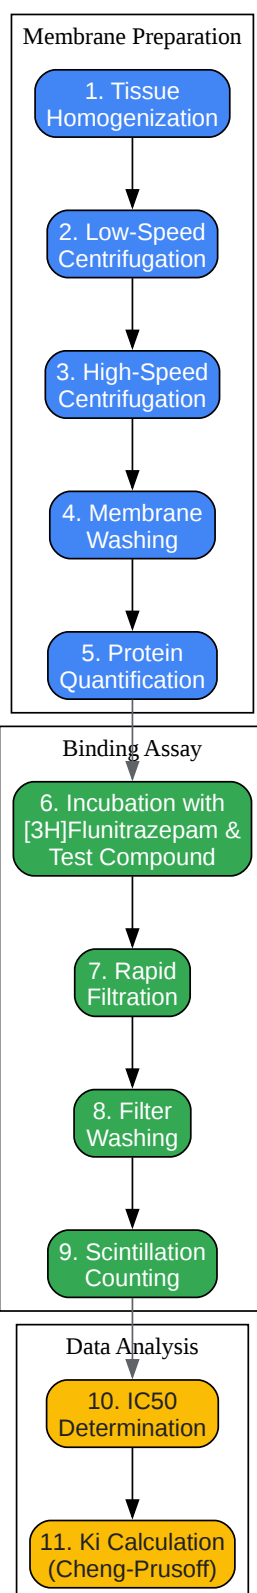 Membrane Preparation
1. Tissue
Homogenization
2. Low-Speed
Centrifugation
3. High-Speed
Centrifugation
4. Membrane
Washing
5. Protein
Quantification
Binding Assay
6. Incubation with
[3H]Flunitrazepam &
Test Compound
7. Rapid
Filtration
8. Filter
Washing
9. Scintillation
Counting
Data Analysis
10. IC50
Determination
11. Ki Calculation
(Cheng-Prusoff)